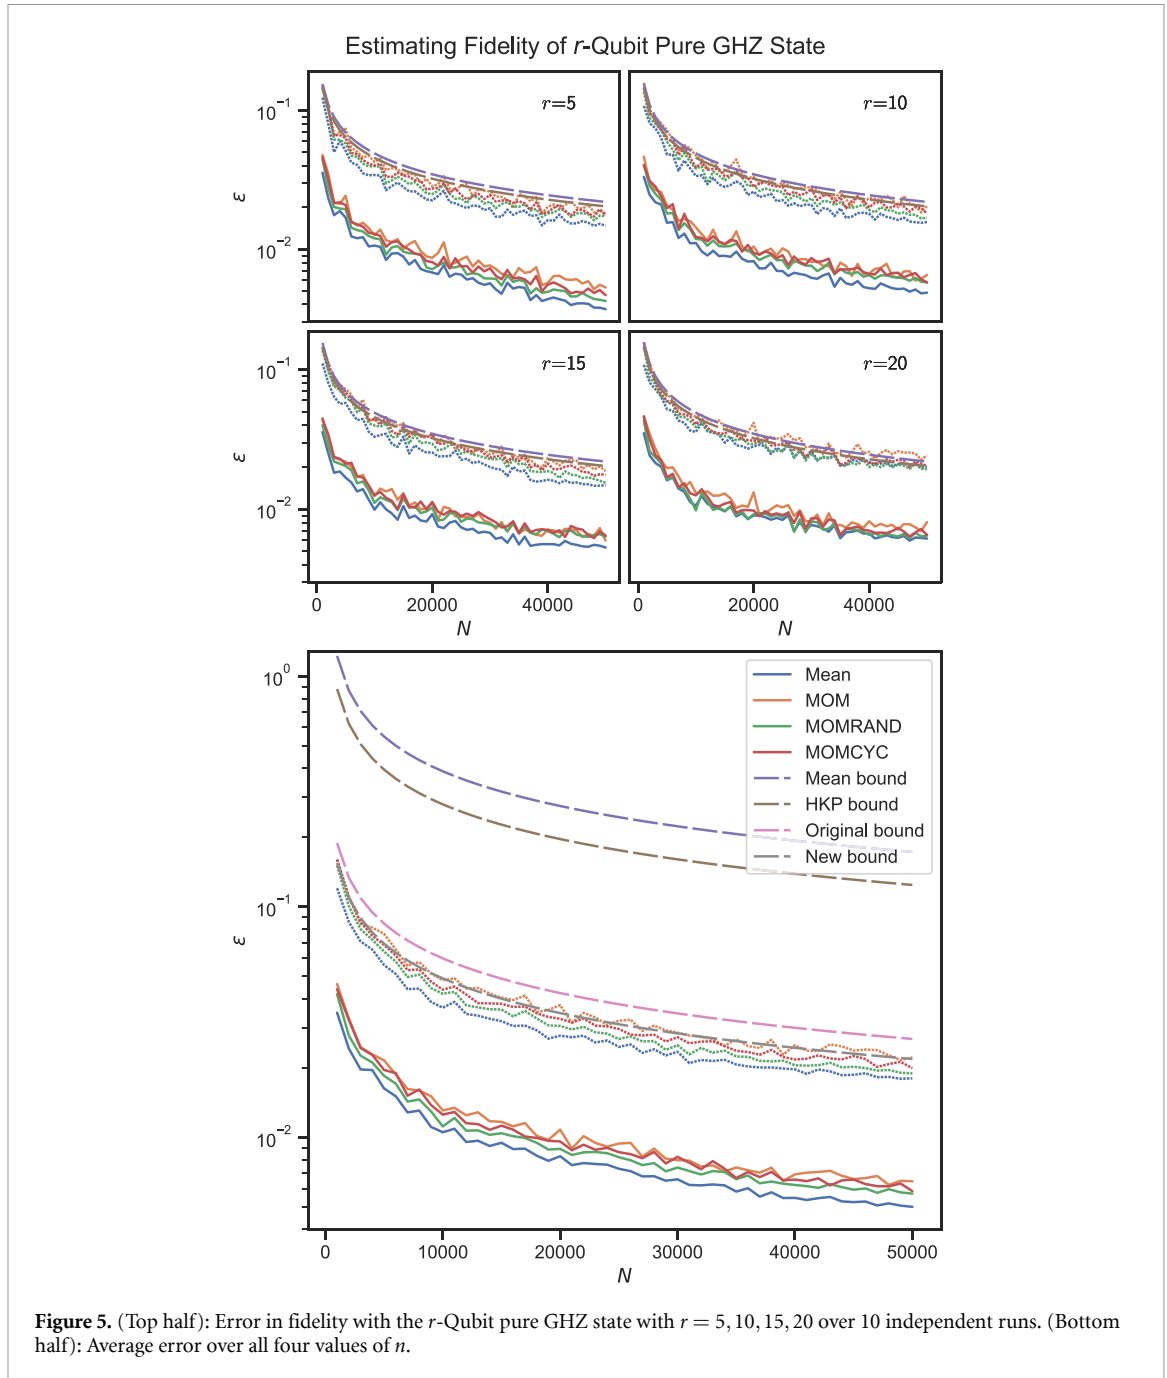 Estimating Fidelity of r-Qubit Pure GHZ State
10⁻¹
10⁻²
ε
r=5
r=10
10⁻¹
10⁻²
ε
r=15
r=20
0 20000 40000
0 20000 40000
N
N
10⁰
10⁻¹
10⁻²
ε
Mean
MOM
MOMRAND
MOMCYC
Mean bound
HKP bound
Original bound
New bound
0 10000 20000 30000 40000 50000
N
Figure 5. (Top half): Error in fidelity with the r-Qubit pure GHZ state with r = 5, 10, 15, 20 over 10 independent runs. (Bottom
half): Average error over all four values of n.